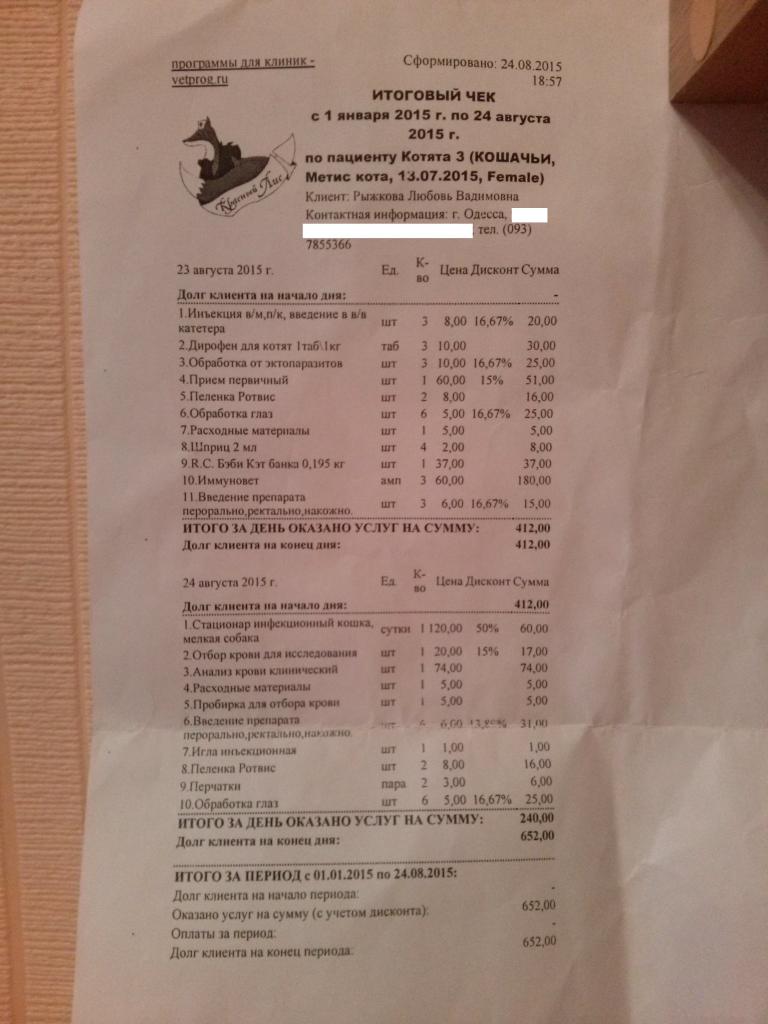 программы для клиник - vetprog.ru
Сформировано: 24.08.2015 18:57
ИТОГОВЫЙ ЧЕК
с 1 января 2015 г. по 24 августа
2015 г.
по пациенту Котята 3 (КОШАЧЬИ,
Метис кота, 13.07.2015, Female)
Красный Лис
Клиент: Рыжкова Любовь Вадимовна
Контактная информация: г. Одесса,
, тел. (093)
7855366
23 августа 2015 г. Ед. К-во Цена Дисконт Сумма
Долг клиента на начало дня: -
1.Инъекция в/м,п/к, введение в в/в катетера шт 3 8,00 16,67% 20,00
2.Дирофен для котят 1таб\1кг таб 3 10,00 30,00
3.Обработка от эктопаразитов шт 3 10,00 16,67% 25,00
4.Прием первичный шт 1 60,00 15% 51,00
5.Пеленка Ротвис шт 2 8,00 16,00
6.Обработка глаз шт 6 5,00 16,67% 25,00
7.Расходные материалы шт 1 5,00 5,00
8.Шприц 2 мл шт 4 2,00 8,00
9.R.C. Бэби Кэт банка 0,195 кг шт 1 37,00 37,00
10.Иммуновет амп 3 60,00 180,00
11.Введение препарата перорально,ректально,накожно. шт 3 6,00 16,67% 15,00
ИТОГО ЗА ДЕНЬ ОКАЗАНО УСЛУГ НА СУММУ: 412,00
Долг клиента на конец дня: 412,00
24 августа 2015 г. Ед. К-во Цена Дисконт Сумма
Долг клиента на начало дня: 412,00
1.Стационар инфекционный кошка, мелкая собака сутки 1 120,00 50% 60,00
2.Отбор крови для исследования шт 1 20,00 15% 17,00
3.Анализ крови клинический шт 1 74,00 74,00
4.Расходные материалы шт 1 5,00 5,00
5.Пробирка для отбора крови шт 1 5,00 5,00
6.Введение препарата перорально,ректально,накожно. шт 6 6,00 13,89% 31,00
7.Игла инъекционная шт 1 1,00 1,00
8.Пеленка Ротвис шт 2 8,00 16,00
9.Перчатки пара 2 3,00 6,00
10.Обработка глаз шт 6 5,00 16,67% 25,00
ИТОГО ЗА ДЕНЬ ОКАЗАНО УСЛУГ НА СУММУ: 240,00
Долг клиента на конец дня: 652,00
ИТОГО ЗА ПЕРИОД с 01.01.2015 по 24.08.2015:
Долг клиента на начало периода: -
Оказано услуг на сумму (с учетом дисконта): 652,00
Оплаты за период: -
Долг клиента на конец периода: 652,00